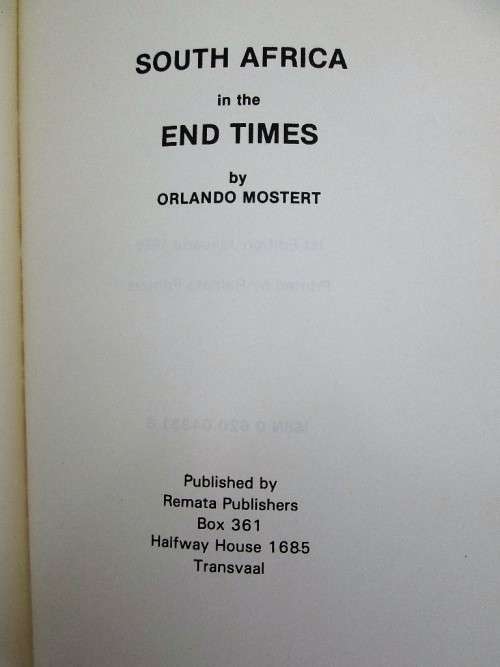 SOUTH AFRICA
in the
END TIMES
by
ORLANDO MOSTERT
Published by
Remata Publishers
Box 361
Halfway House 1685
Transvaal